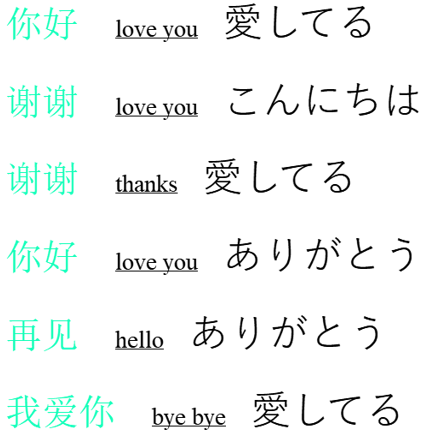 你好 love you 愛してる
谢谢 love you こんにちは
谢谢 thanks 愛してる
你好 love you ありがとう
再见 hello ありがとう
我爱你 bye bye 愛してる